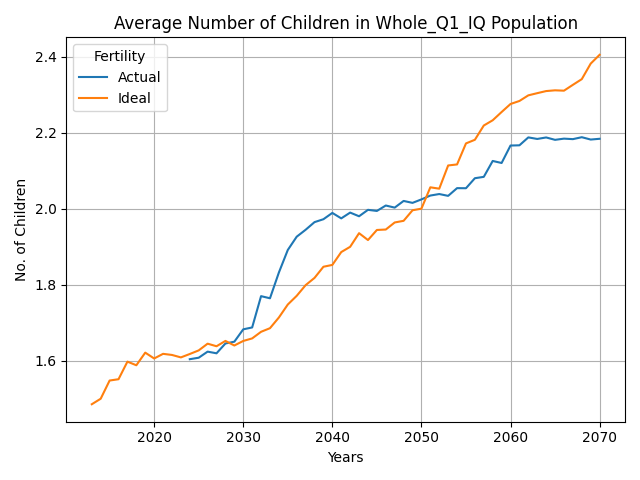 Average Number of Children in Whole_Q1_IQ Population
Fertility
Actual
Ideal
2.4
2.2
2.0
1.8
1.6
No. of Children
2020 2030 2040 2050 2060 2070
Years